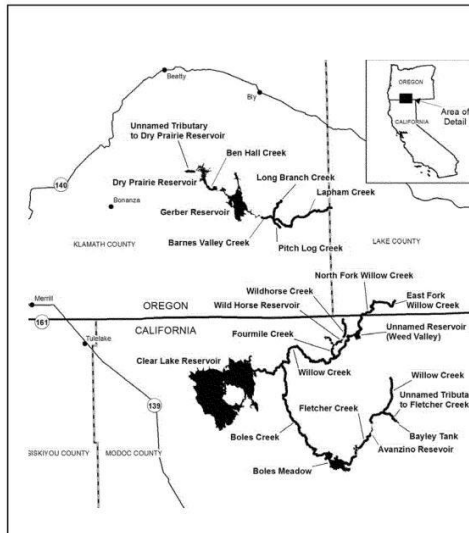 OREGON
Area of
Detail
CALIFORNIA
Beatty
Bly
Unnamed Tributary
to Dry Prairie Reservoir
Ben Hall Creek
Long Branch Creek
Dry Prairie Reservoir
Lapham Creek
140
Bonanza
Gerber Reservoir
KLAMATH COUNTY
Barnes Valley Creek
Pitch Log Creek
LAKE COUNTY
North Fork Willow Creek
Wildhorse Creek
East Fork
Willow Creek
Merrill
Wild Horse Reservoir
OREGON
161
CALIFORNIA
Unnamed Reservoir
(Weed Valley)
Tulelake
Fourmile Creek
Clear Lake Reservoir
Willow Creek
Willow Creek
139
Fletcher Creek
Unnamed Tributa
to Fletcher Creek
Boles Creek
Bayley Tank
BISKIYOU COUNTY
MODOC COUNTY
Avanzino Resevoir
Boles Meadow